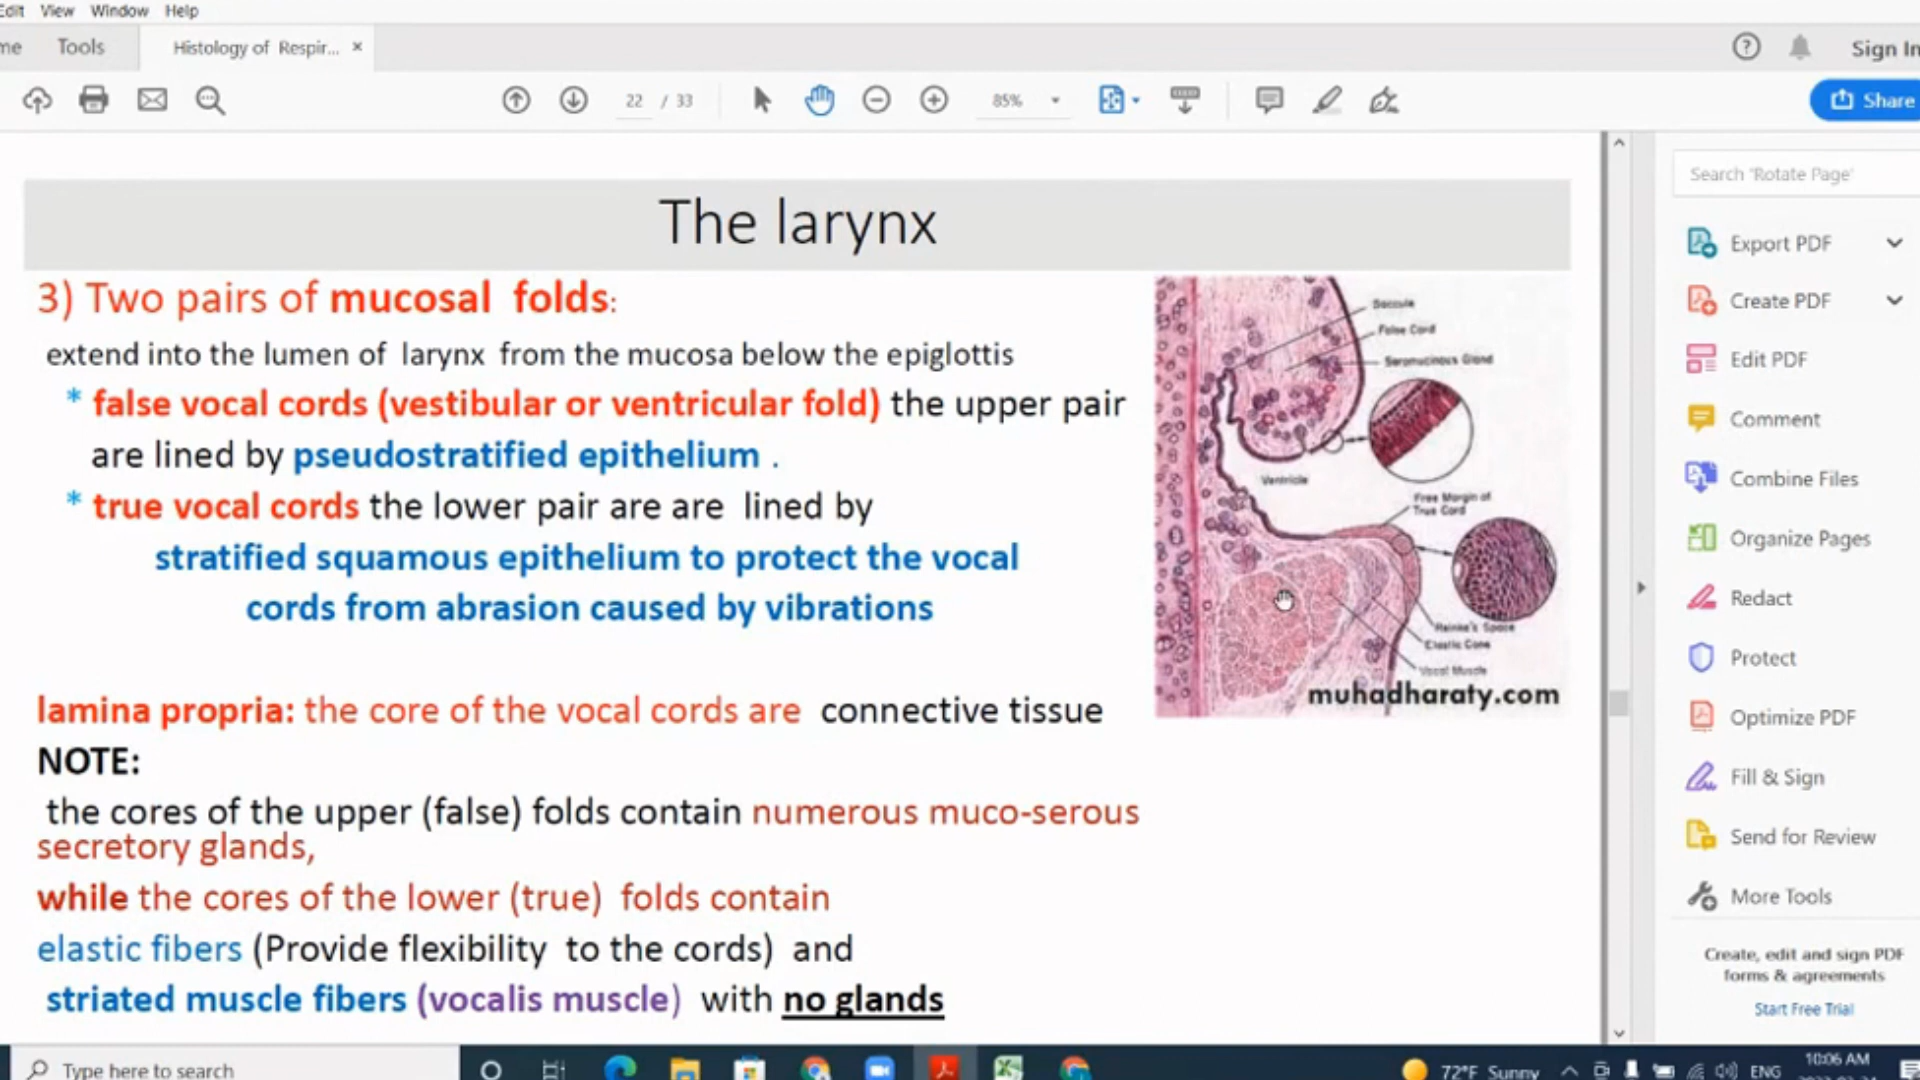 Edit View Window Help
me Tools Histology of Respir... ×
Sign In
22 / 33 85% Share
The larynx
3) Two pairs of mucosal folds:
extend into the lumen of larynx from the mucosa below the epiglottis
* false vocal cords (vestibular or ventricular fold) the upper pair
are lined by pseudostratified epithelium .
* true vocal cords the lower pair are are lined by
stratified squamous epithelium to protect the vocal
cords from abrasion caused by vibrations
lamina propria: the core of the vocal cords are connective tissue
NOTE:
the cores of the upper (false) folds contain numerous muco-serous
secretory glands,
while the cores of the lower (true) folds contain
elastic fibers (Provide flexibility to the cords) and
striated muscle fibers (vocalis muscle) with no glands
Saccule
False Cord
Seromucinous Gland
Ventricle
Free Margin of
True Cord
Reinke's Space
Elastic Cone
Vocal Muscle
muhadharaty.com
Search 'Rotate Page'
Export PDF
Create PDF
Edit PDF
Comment
Combine Files
Organize Pages
Redact
Protect
Optimize PDF
Fill & Sign
Send for Review
More Tools
Create, edit and sign PDF
forms & agreements
Start Free Trial
Type here to search
72°F Sunny ENG
10:06 AM